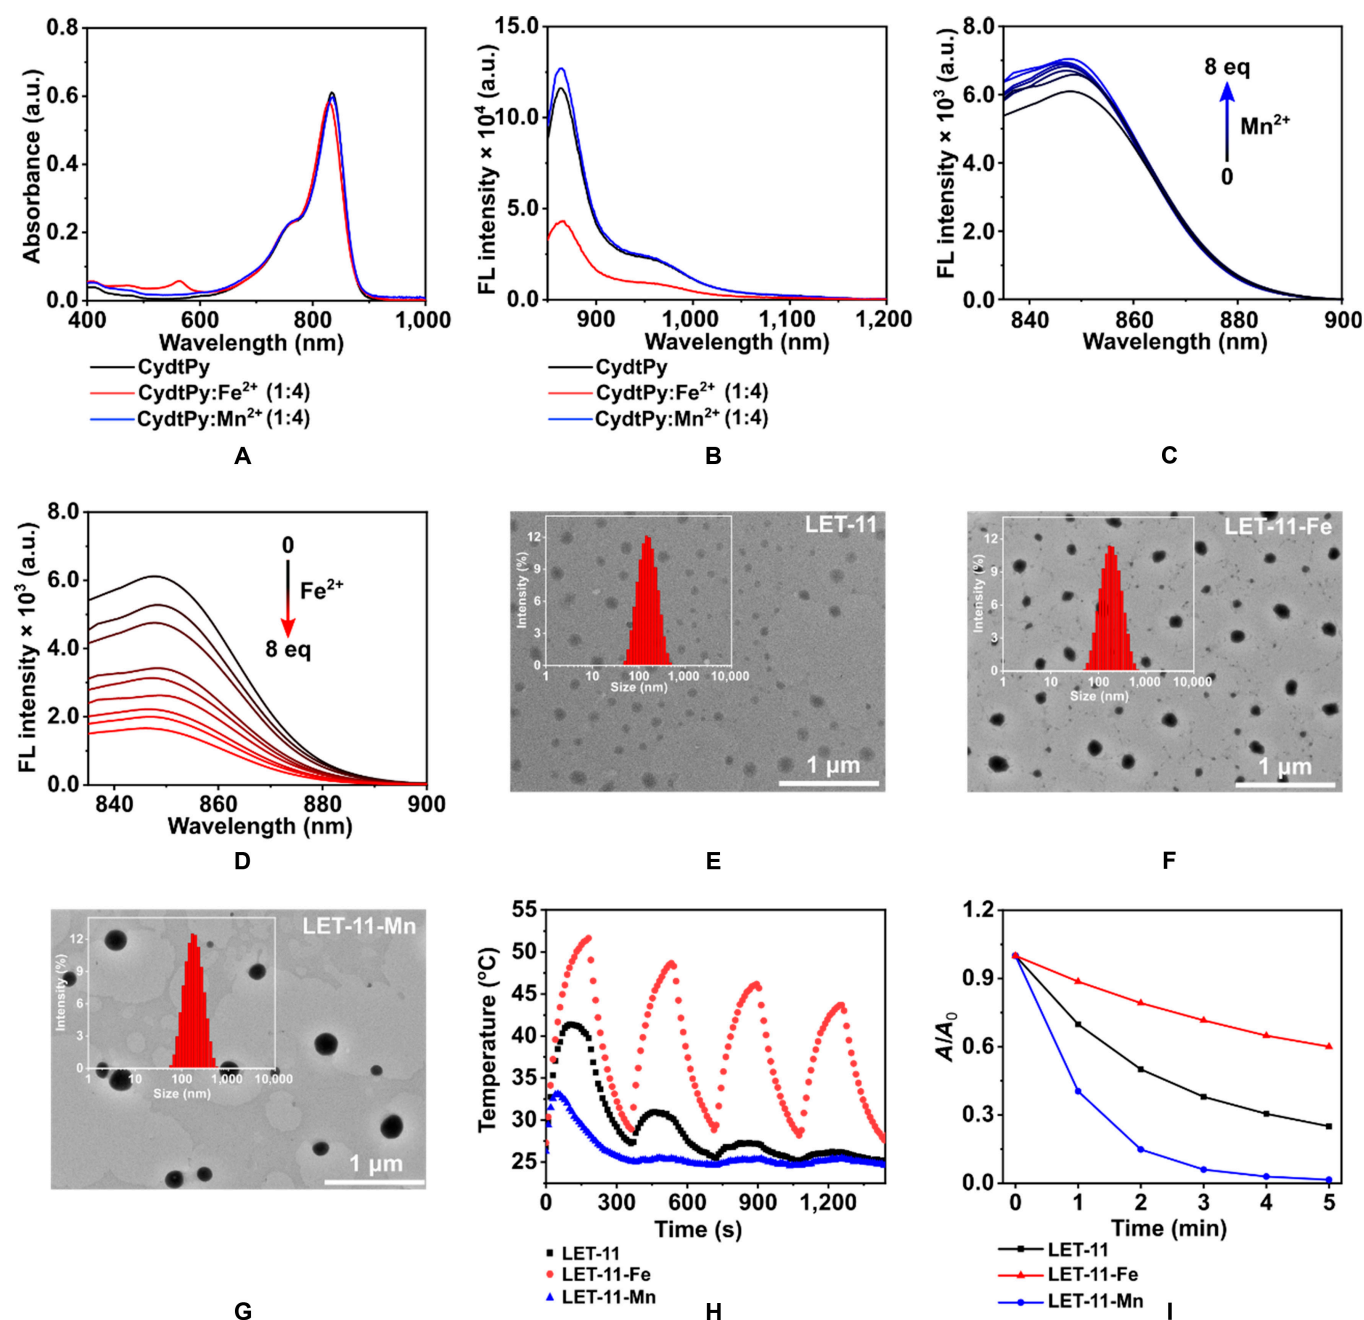 0.8
0.6
0.4
0.2
0.0
Absorbance (a.u.)
400 600 800 1,000
Wavelength (nm)
CydtPy
CydtPy:Fe²⁺ (1:4)
CydtPy:Mn²⁺ (1:4)
A
15.0
10.0
5.0
0.0
FL intensity × 10⁴ (a.u.)
900 1,000 1,100 1,200
Wavelength (nm)
CydtPy
CydtPy:Fe²⁺ (1:4)
CydtPy:Mn²⁺ (1:4)
B
8.0
6.0
4.0
2.0
0.0
FL intensity × 10³ (a.u.)
8 eq
Mn²⁺
0
840 860 880 900
Wavelength (nm)
C
8.0
6.0
4.0
2.0
0.0
FL intensity × 10³ (a.u.)
0
Fe²⁺
8 eq
840 860 880 900
Wavelength (nm)
D
LET-11
12
9
6
3
0
Intensity (%)
1 10 100 1,000 10,000
Size (nm)
1 µm
E
LET-11-Fe
12
9
6
3
0
Intensity (%)
1 10 100 1,000 10,000
Size (nm)
1 µm
F
LET-11-Mn
12
9
6
3
0
Intensity (%)
1 10 100 1,000 10,000
Size (nm)
1 µm
G
55
50
45
40
35
30
25
Temperature (°C)
0 300 600 900 1,200
Time (s)
LET-11
LET-11-Fe
LET-11-Mn
H
1.2
0.9
0.6
0.3
0.0
A/A₀
0 1 2 3 4 5
Time (min)
LET-11
LET-11-Fe
LET-11-Mn
I